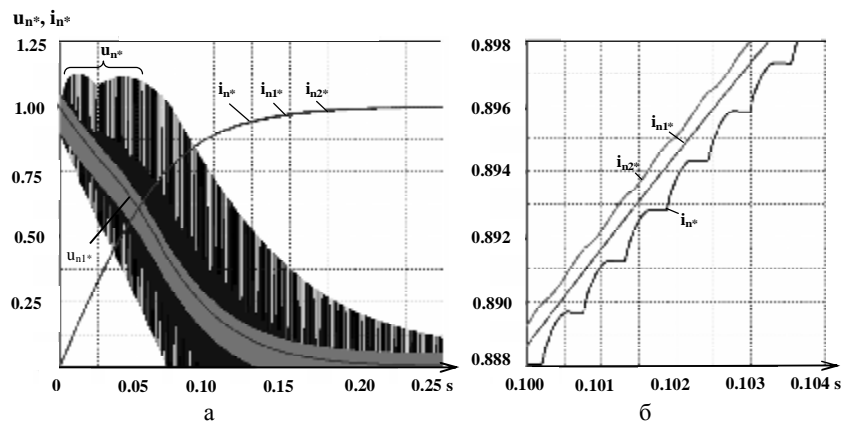 uₙ*, iₙ*
1.25
1.00
0.75
0.50
0.25
0
0.05
0.10
0.15
0.20
0.25 s
uₙ*
iₙ*
iₙ₁*
iₙ₂*
uₙ₁*
а
0.898
0.896
0.894
0.892
0.890
0.888
0.100
0.101
0.102
0.103
0.104 s
iₙ₁*
iₙ₂*
iₙ*
б